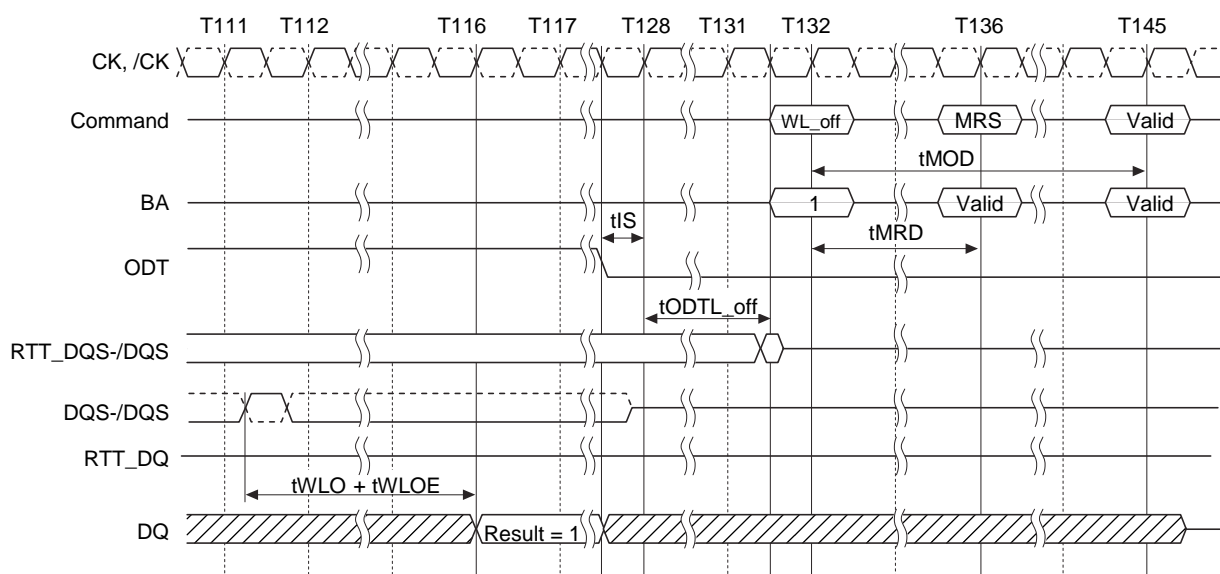 T111 T112 T116 T117 T128 T131 T132 T136 T145
CK, /CK
Command WL_off MRS Valid
tMOD
BA 1 Valid Valid
tIS
tMRD
ODT
tODTL_off
RTT_DQS-/DQS
DQS-/DQS
RTT_DQ
tWLO + tWLOE
DQ Result = 1